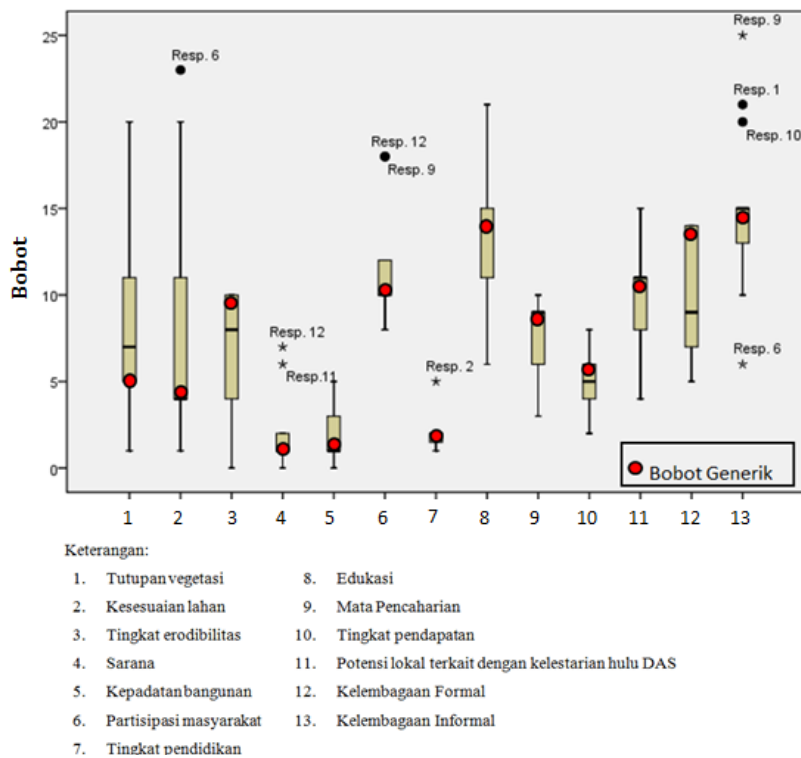 Bobot
25
20
15
10
5
0
Resp. 6
Resp. 12
Resp.11
Resp. 12
Resp. 9
Resp. 2
Resp. 9
Resp. 1
Resp. 10
Resp. 6
Bobot Generik
1 2 3 4 5 6 7 8 9 10 11 12 13
Keterangan:
1. Tutupan vegetasi
2. Kesesuaian lahan
3. Tingkat erodibilitas
4. Sarana
5. Kepadatan bangunan
6. Partisipasi masyarakat
7. Tingkat pendidikan
8. Edukasi
9. Mata Pencaharian
10. Tingkat pendapatan
11. Potensi lokal terkait dengan kelestarian hulu DAS
12. Kelembagaan Formal
13. Kelembagaan Informal